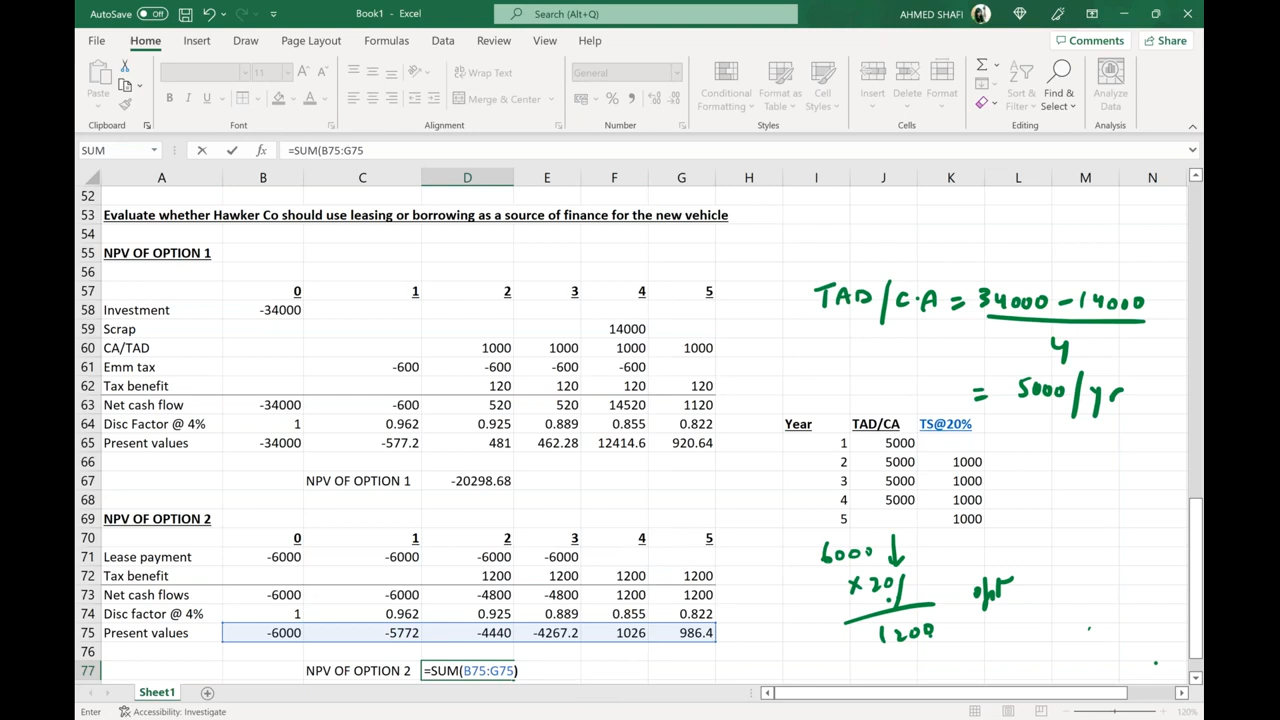 AutoSave Off Book1 - Excel Search (Alt+Q) AHMED SHAFI
File Home Insert Draw Page Layout Formulas Data Review View Help Comments Share
Paste 11 A A Wrap Text General Conditional Formatting Format as Table Cell Styles Insert Delete Format Sort & Filter Find & Select Analyze Data
B I U A Merge & Center % 
Clipboard Font Alignment Number Styles Cells Editing Analysis
SUM fx =SUM(B75:G75
A B C D E F G H I J K L M N
52
53 Evaluate whether Hawker Co should use leasing or borrowing as a source of finance for the new vehicle
54
55 NPV OF OPTION 1
56
57 0 1 2 3 4 5
58 Investment -34000
59 Scrap 14000
60 CA/TAD 1000 1000 1000 1000
61 Emm tax -600 -600 -600 -600
62 Tax benefit 120 120 120 120
63 Net cash flow -34000 -600 520 520 14520 1120
64 Disc Factor @ 4% 1 0.962 0.925 0.889 0.855 0.822 Year TAD/CA TS@20%
65 Present values -34000 -577.2 481 462.28 12414.6 920.64 1 5000
66 2 5000 1000
67 NPV OF OPTION 1 -20298.68 3 5000 1000
68 4 5000 1000
69 NPV OF OPTION 2 5 1000
70 0 1 2 3 4 5
71 Lease payment -6000 -6000 -6000 -6000
72 Tax benefit 1200 1200 1200 1200
73 Net cash flows -6000 -6000 -4800 -4800 1200 1200
74 Disc factor @ 4% 1 0.962 0.925 0.889 0.855 0.822
75 Present values -6000 -5772 -4440 -4267.2 1026 986.4
76
77 NPV OF OPTION 2 =SUM(B75:G75)
TAD/C.A = 34000 - 14000
4
= 5000/yr
6000
x 20%
1200
Sheet1
Enter Accessibility: Investigate 120%